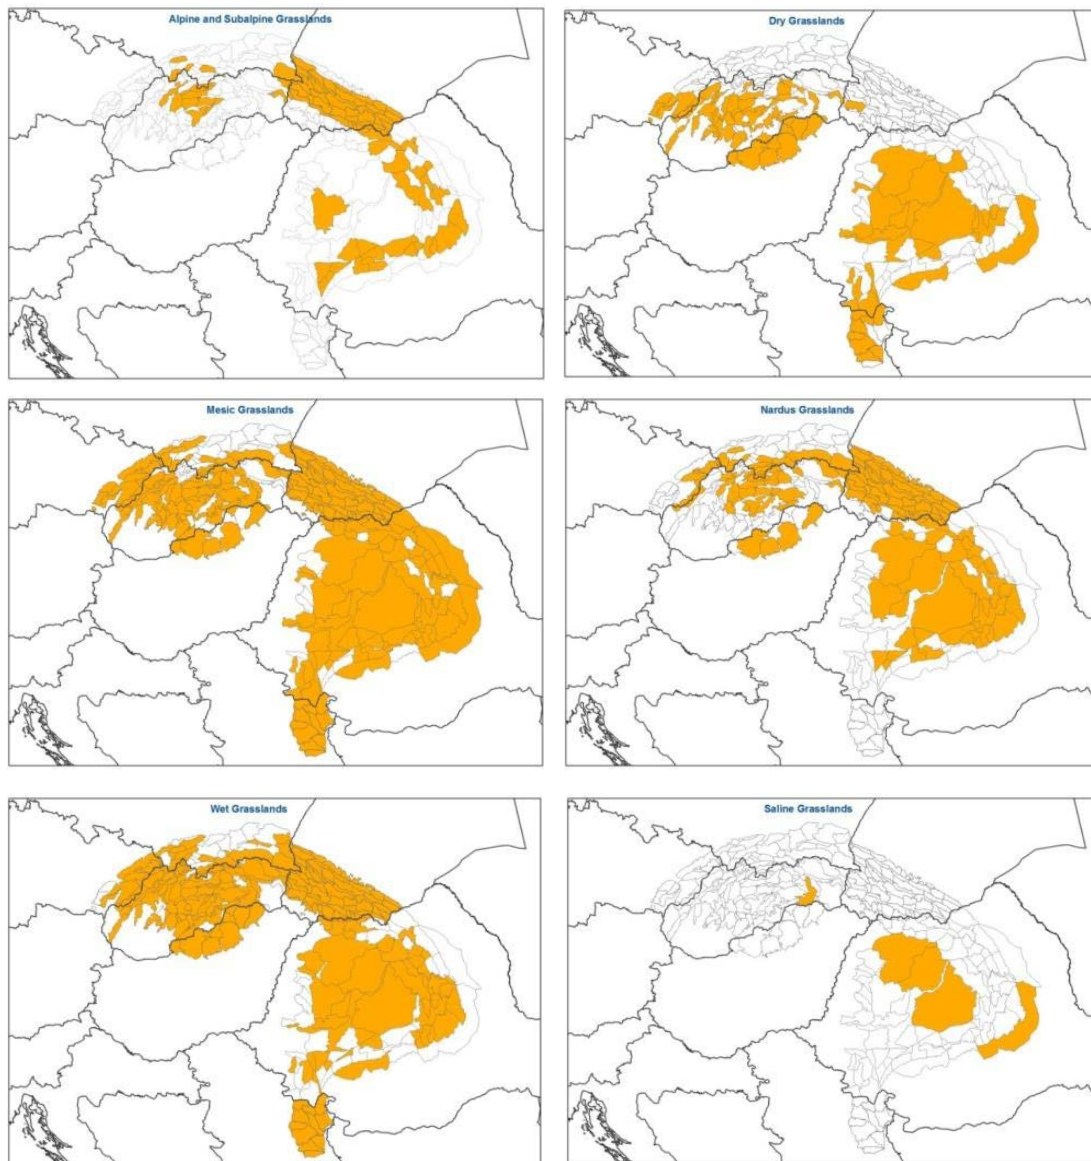 Alpine and Subalpine Grasslands
Dry Grasslands
Mesic Grasslands
Nardus Grasslands
Wet Grasslands
Saline Grasslands